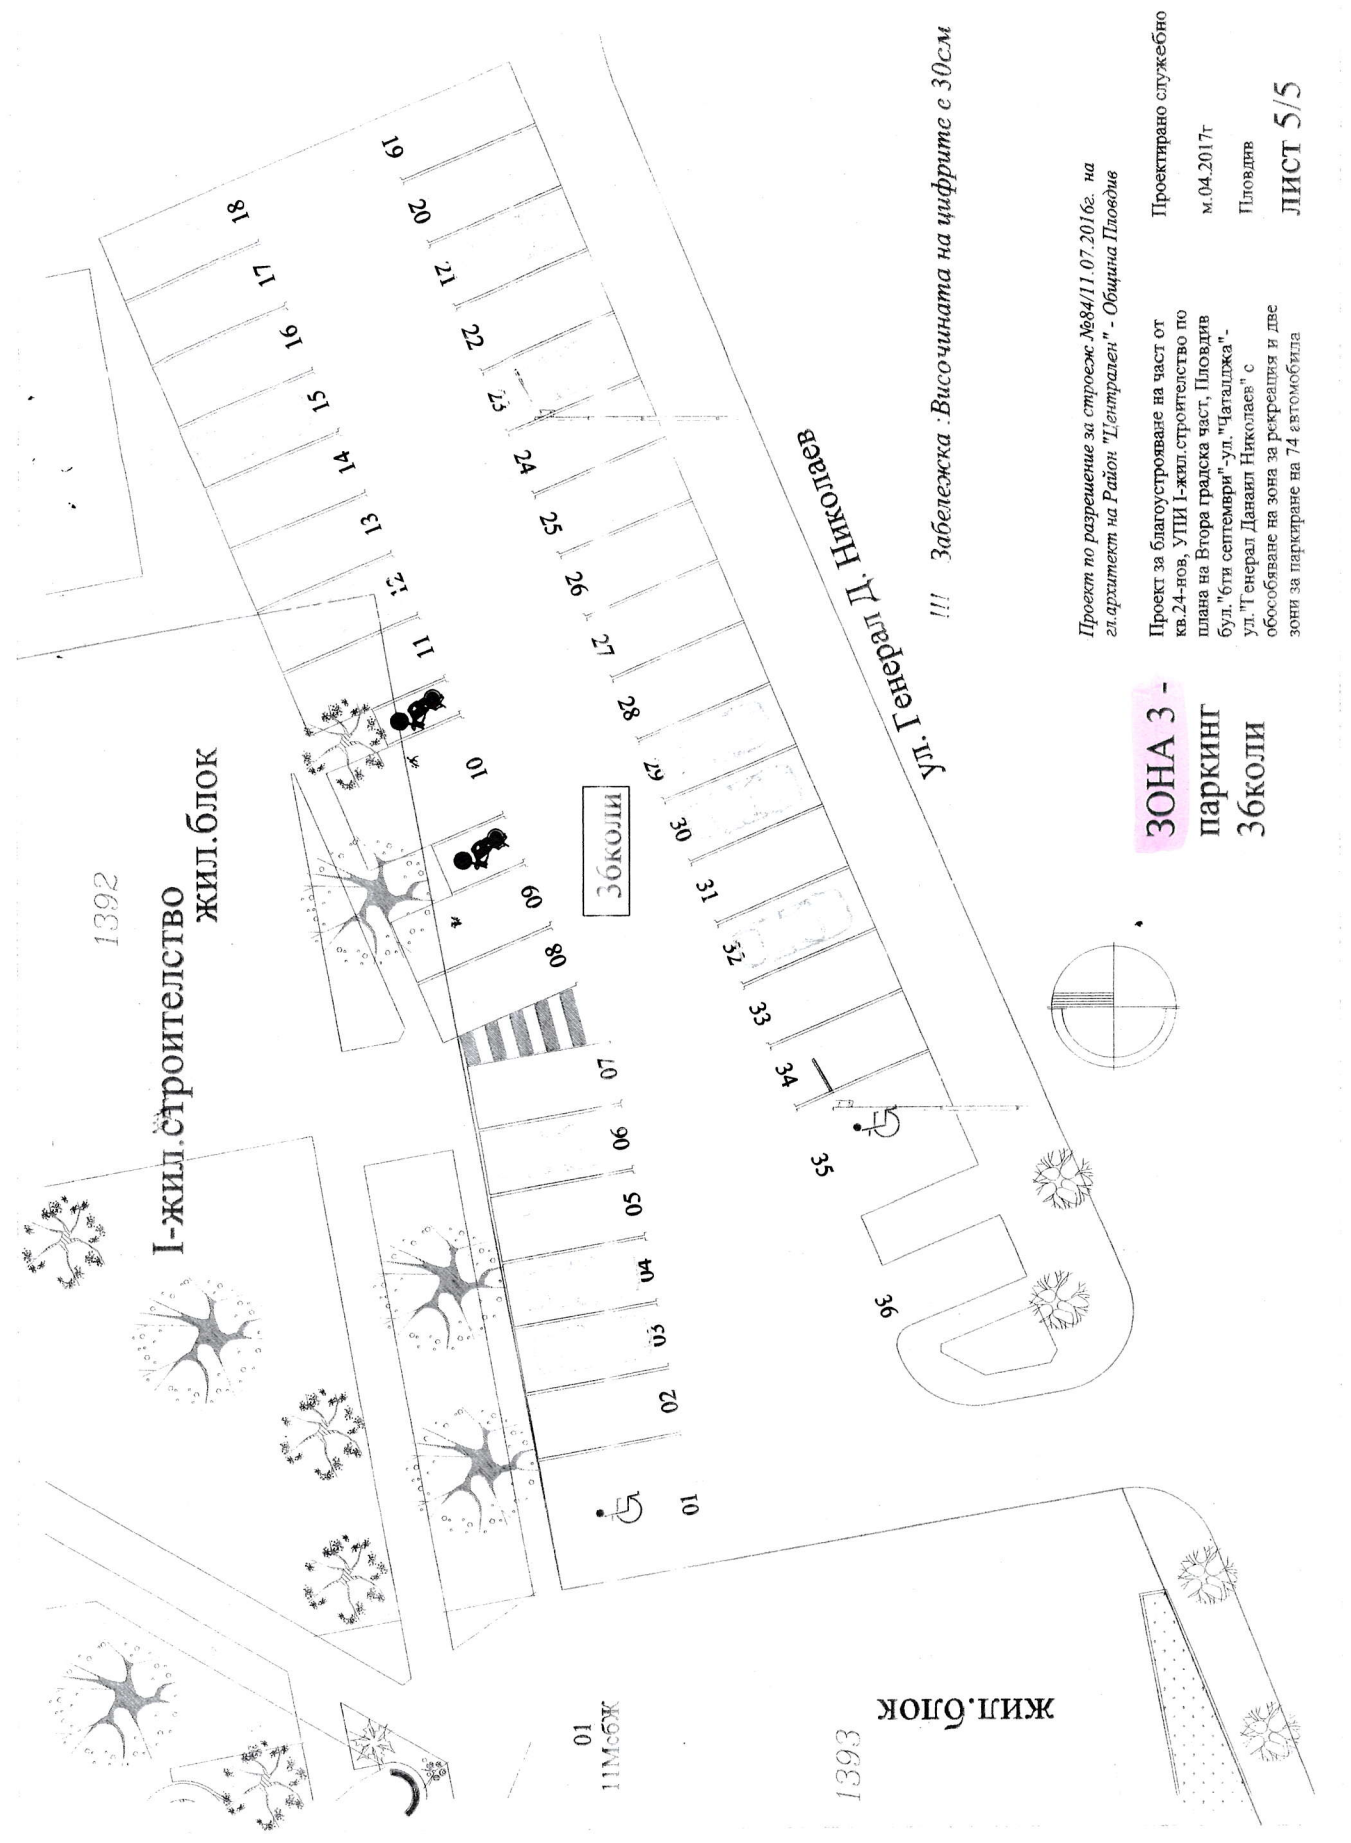 1392
I-жил.строителство
жил.блок
18
17
16
15
14
13
12
11
10
09
08
07
06
05
04
03
02
01
36коли
19
20
21
22
23
24
25
26
27
28
29
30
31
32
33
34
35
36
ул. Генерал Д. Николаев
!!! Забележка :Височината на цифрите е 30см
Проект по разрешение за строеж №84/11.07.2016г. на
гл.архитект на Район "Централен" - Община Пловдив
ЗОНА 3 -
паркинг
36коли
Проект за благоустрояване на част от
кв.24-нов, УПИ I-жил.строителство по
плана на Втора градска част, Пловдив
бул."6ти септември"-ул."Чаталджа"-
ул."Генерал Данаил Николаев" с
обособяване на зона за рекреация и две
зони за паркиране на 74 автомобила
Проектирано служебно
м.04.2017г
Пловдив
ЛИСТ 5/5
01
11МсбЖ
1393
жил.блок